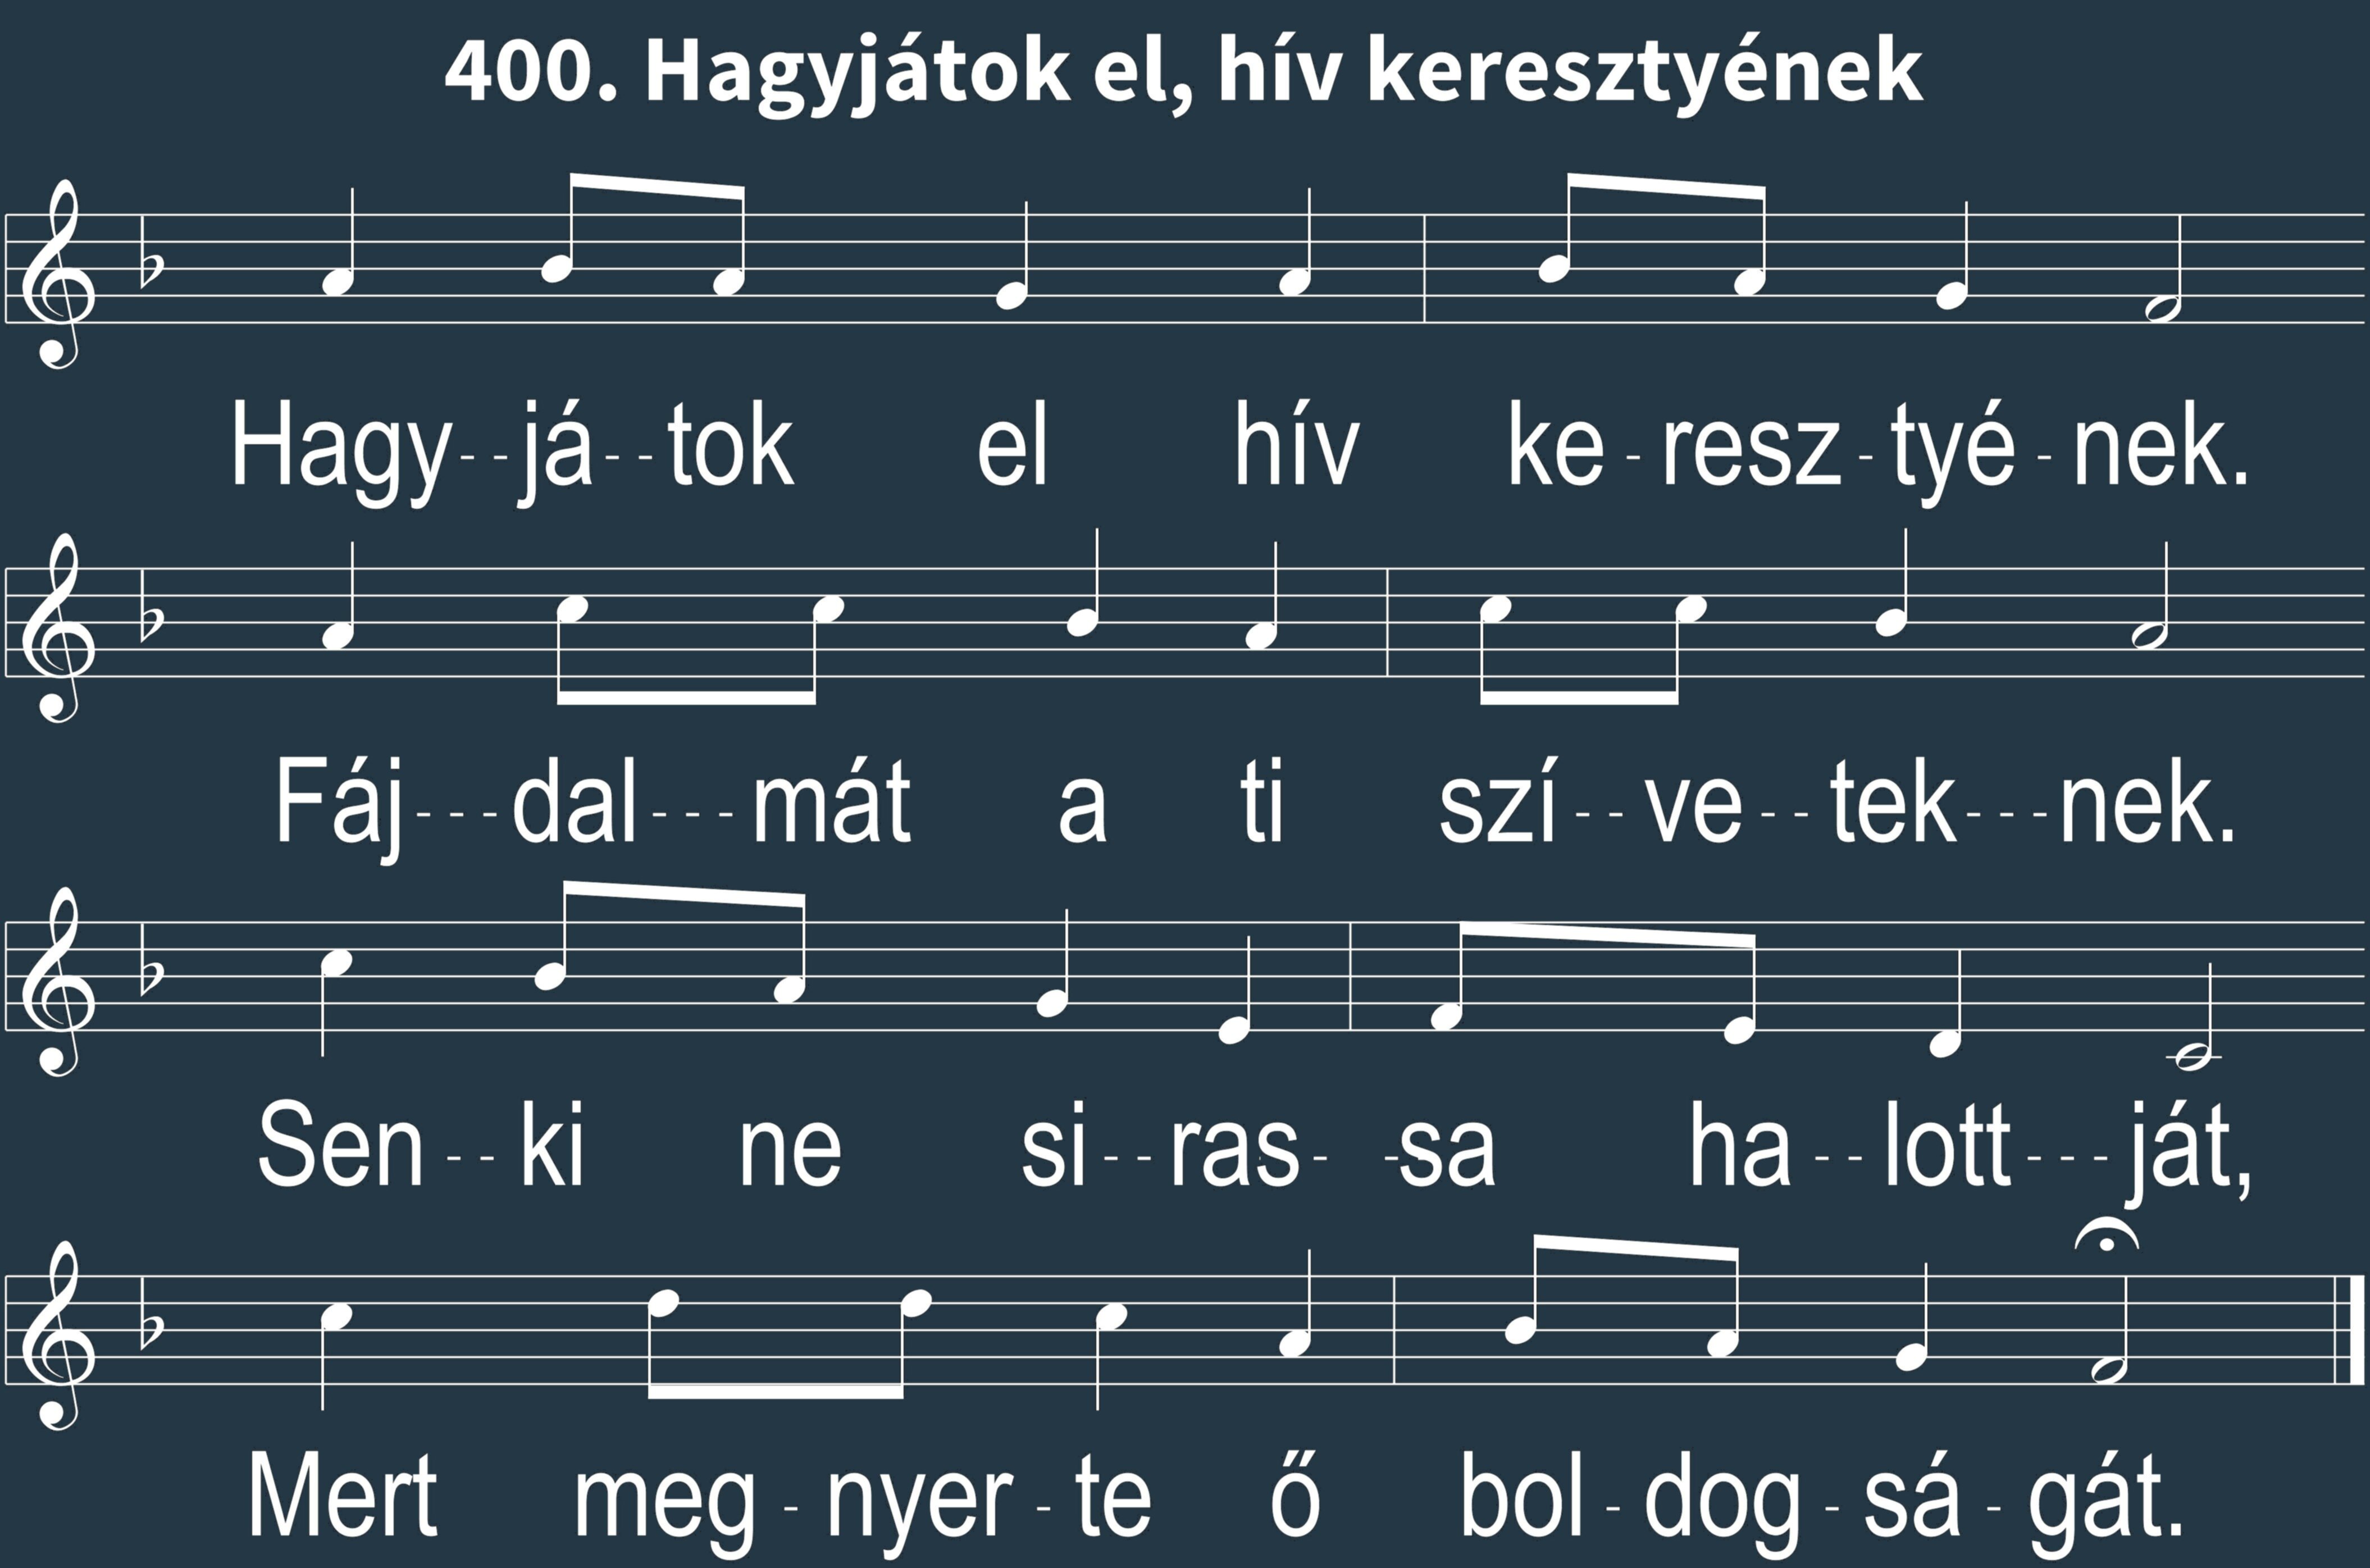 400. Hagyjátok el, hív keresztyének
Hagy--já--tok el hív ke-resz-tyé-nek.
Fáj---dal---mát a ti szí--ve--tek---nek.
Sen--ki ne si--ras- -sa ha--lott---ját,
Mert meg-nyer-te ő bol-dog-sá-gát.